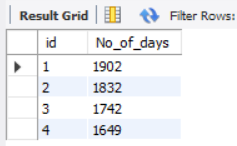 Result Grid Filter Rows:
id No_of_days
1 1902
2 1832
3 1742
4 1649